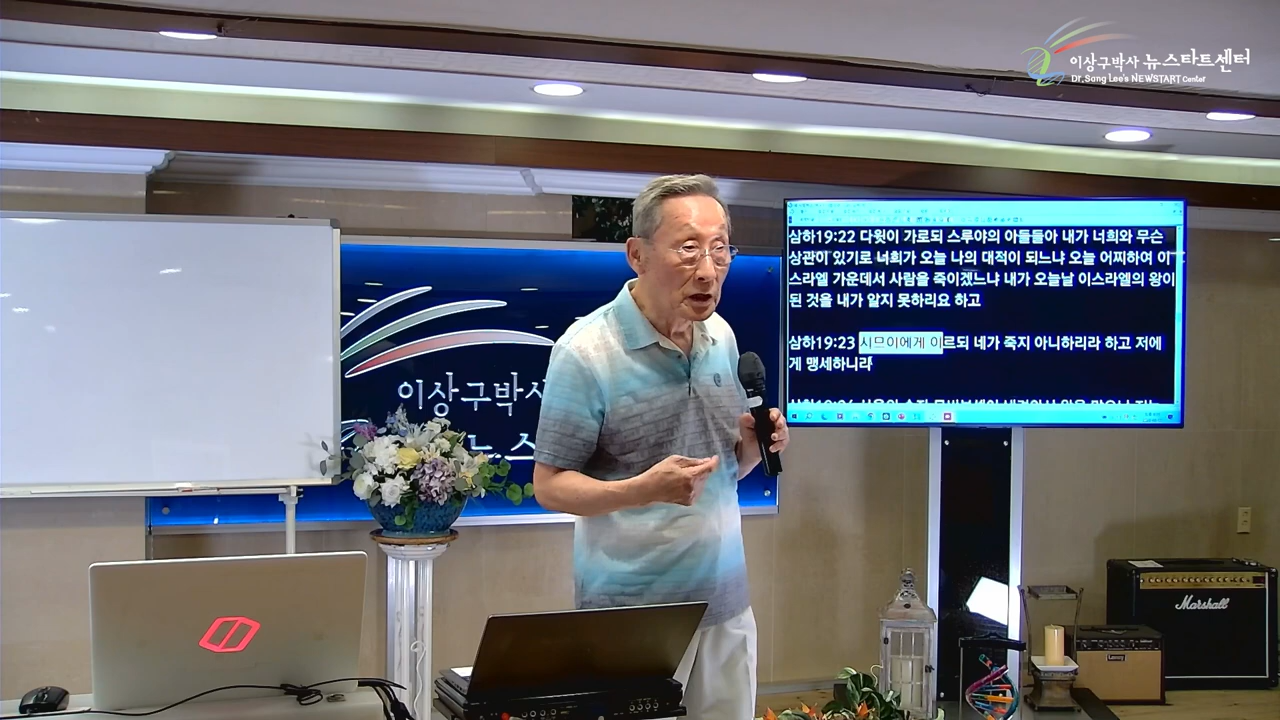 이상구박사 뉴스타트센터
Dr. Sang Lee's NEWSTART Center
삼하19:22 다윗이 가로되 스루야의 아들들아 내가 너희와 무슨
상관이 있기로 너희가 오늘 나의 대적이 되느냐 오늘 어찌하여 이
스라엘 가운데서 사람을 죽이겠느냐 내가 오늘날 이스라엘의 왕이
된 것을 내가 알지 못하리요 하고
삼하19:23 시므이에게 이르되 네가 죽지 아니하리라 하고 저에
게 맹세하니라
이상구박사
뉴스
Marshall
Laney